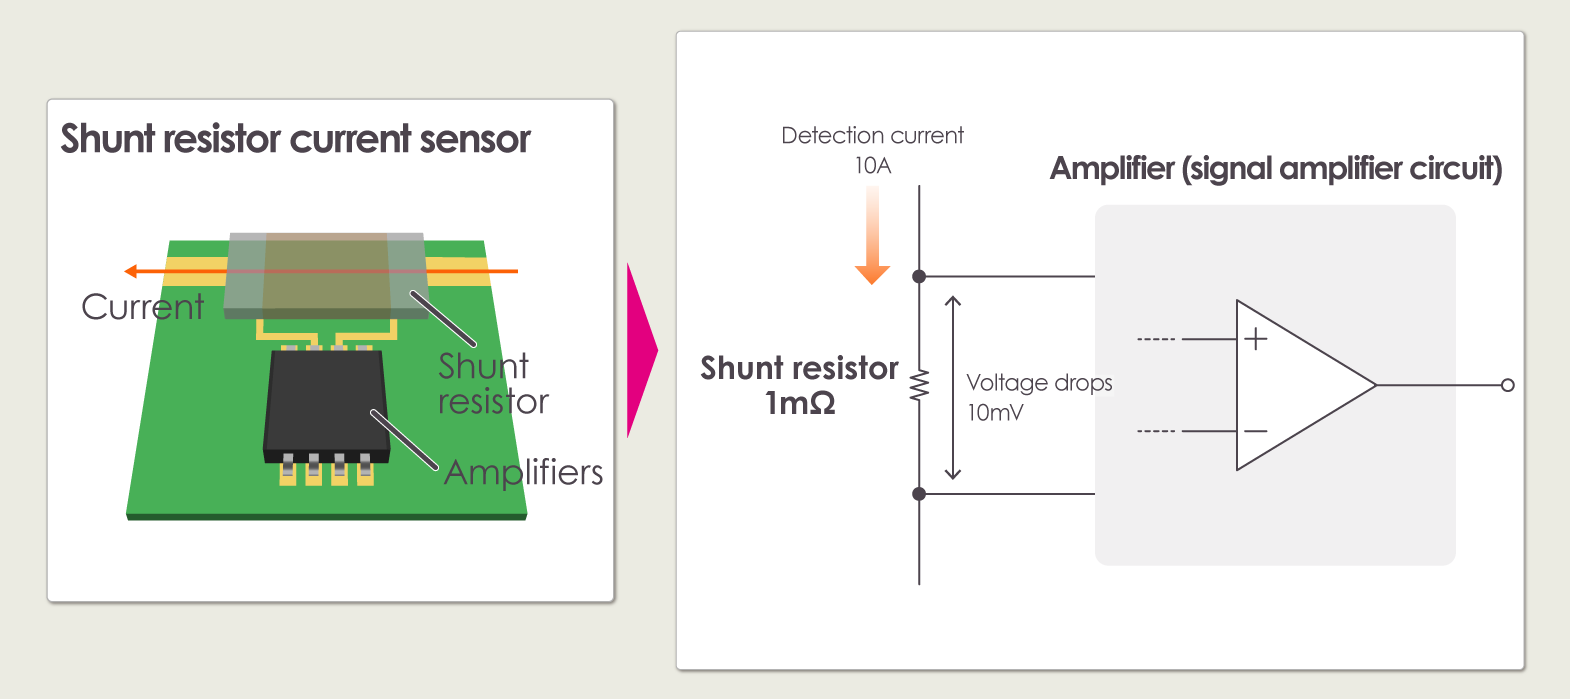 Shunt resistor current sensor
Current
Shunt
resistor
Amplifiers
Detection current
10A
Amplifier (signal amplifier circuit)
Shunt resistor
1mΩ
Voltage drops
10mV
+
−